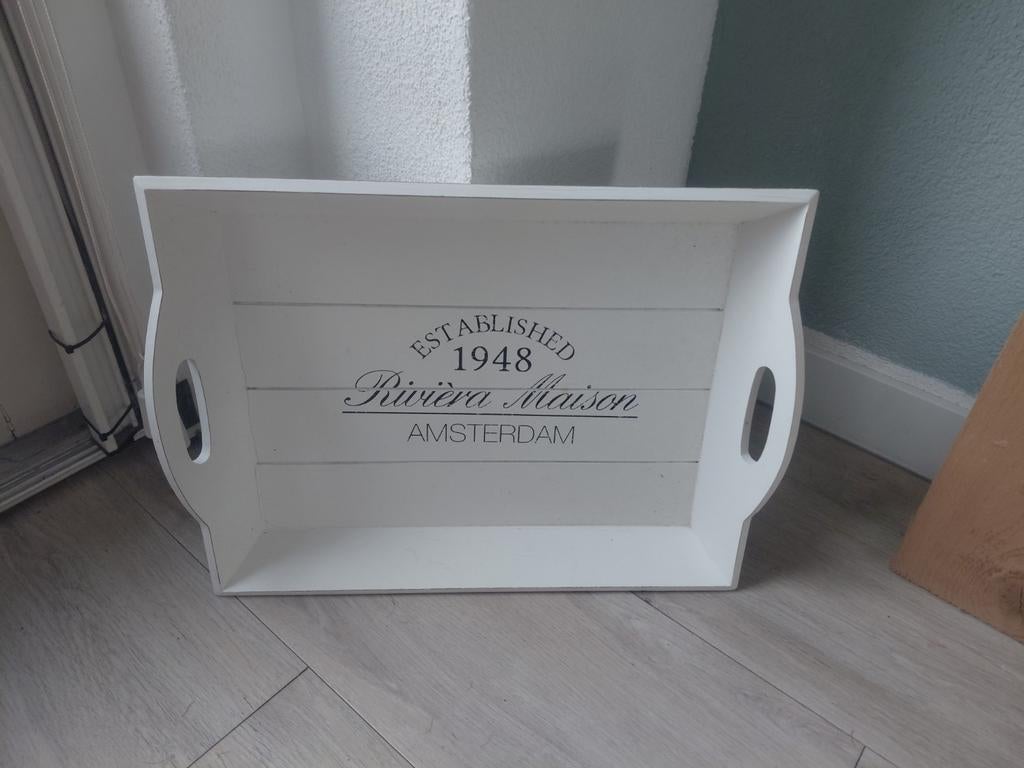 ESTABLISHED
1948
Rivièra Maison
AMSTERDAM